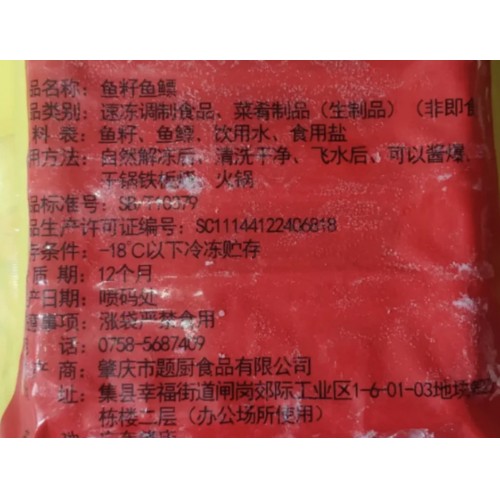 品名称：鱼籽鱼鳔
品类别：速冻调制食品、菜肴制品（生制品）（非即食
料 表：鱼籽、鱼鳔、饮用水、食用盐
用方法：自然解冻后，清洗干净、飞水后，可以酱爆、
干锅铁板 火锅
品标准号：
品生产许可证编号：SC11144122406818
存条件：-18℃以下冷冻贮存
质 期：12个月
产日期：喷码处
事项：涨袋严禁食用
话：0758-5687409
产 商：肇庆市题厨食品有限公司
址：集县幸福街道闸岗郊际工业区1-6-01-03地块
栋楼二层（办公场所使用）